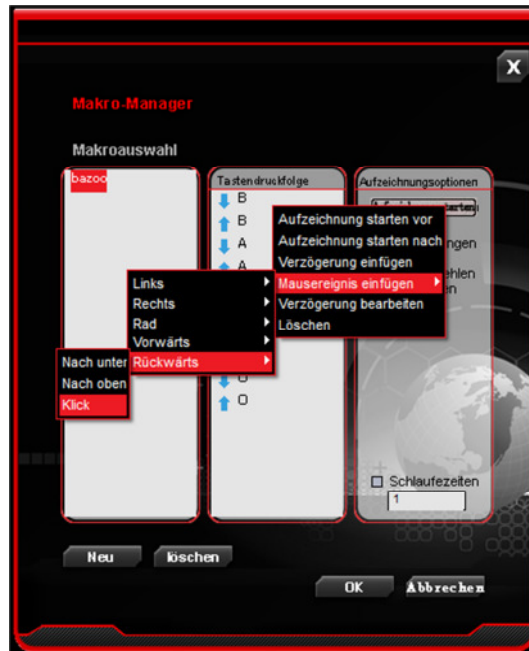 X
Makro-Manager
Makroauswahl
bazoo
Tastendruckfolge
Aufzeichnungsoptionen
B
B
A
A
O
Aufzeichnung starten vor
Aufzeichnung starten nach
Verzögerung einfügen
Mausereignis einfügen
Verzögerung bearbeiten
Löschen
Links
Rechts
Rad
Vorwärts
Rückwärts
Nach unter
Nach oben
Klick
Schlaufezeiten
1
Neu
löschen
OK
Abbrechen